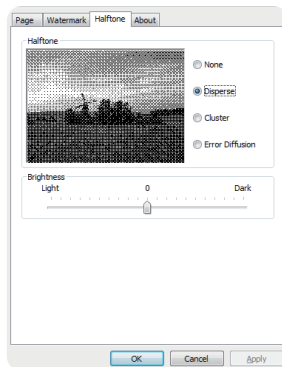 Page Watermark Halftone About
Halftone
None
Disperse
Cluster
Error Diffusion
Brightness
Light 0 Dark
OK Cancel Apply